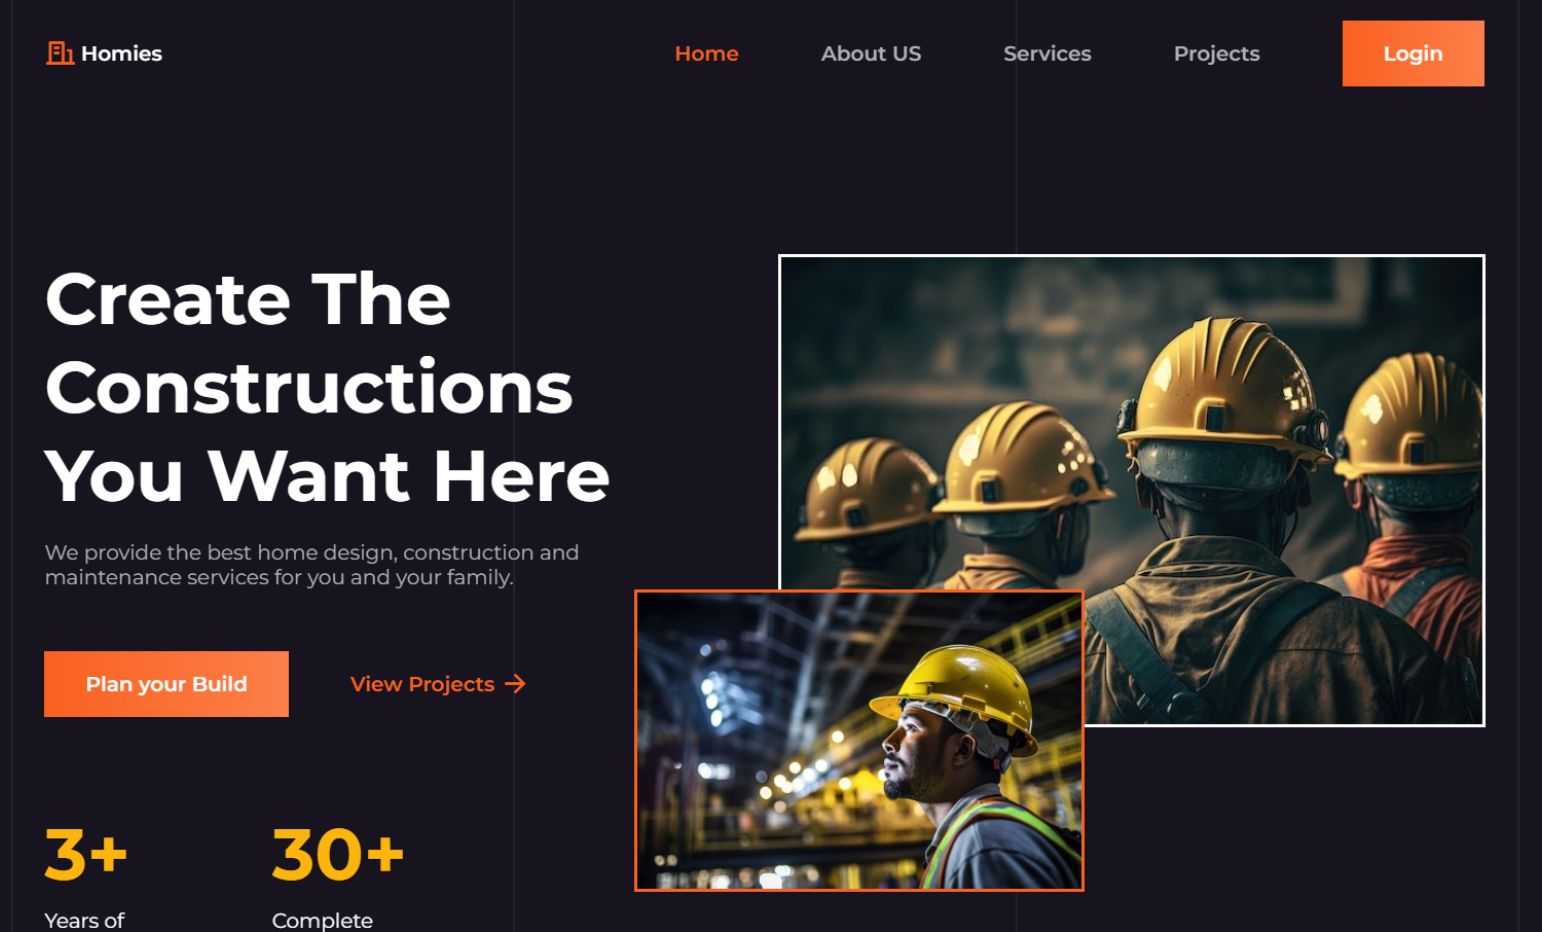 Homies
Home
About US
Services
Projects
Login
Create The
Constructions
You Want Here
We provide the best home design, construction and
maintenance services for you and your family.
Plan your Build
View Projects
3+
30+
Years of
Complete